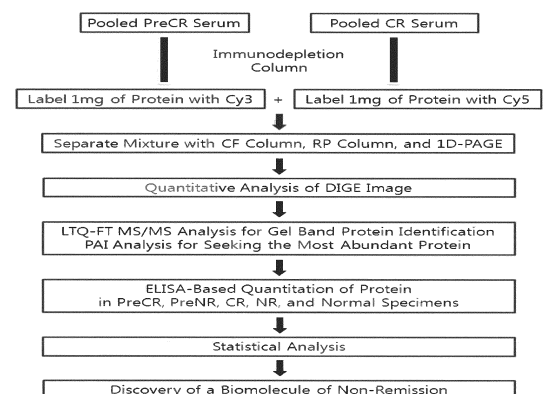 Pooled PreCR Serum
Pooled CR Serum
Immunodepletion
Column
Label 1mg of Protein with Cy3
+
Label 1mg of Protein with Cy5
Separate Mixture with CF Column, RP Column, and 1D-PAGE
Quantitative Analysis of DIGE Image
LTQ-FT MS/MS Analysis for Gel Band Protein Identification
PAI Analysis for Seeking the Most Abundant Protein
ELISA-Based Quantitation of Protein
in PreCR, PreNR, CR, NR, and Normal Specimens
Statistical Analysis
Discovery of a Biomolecule of Non-Remission